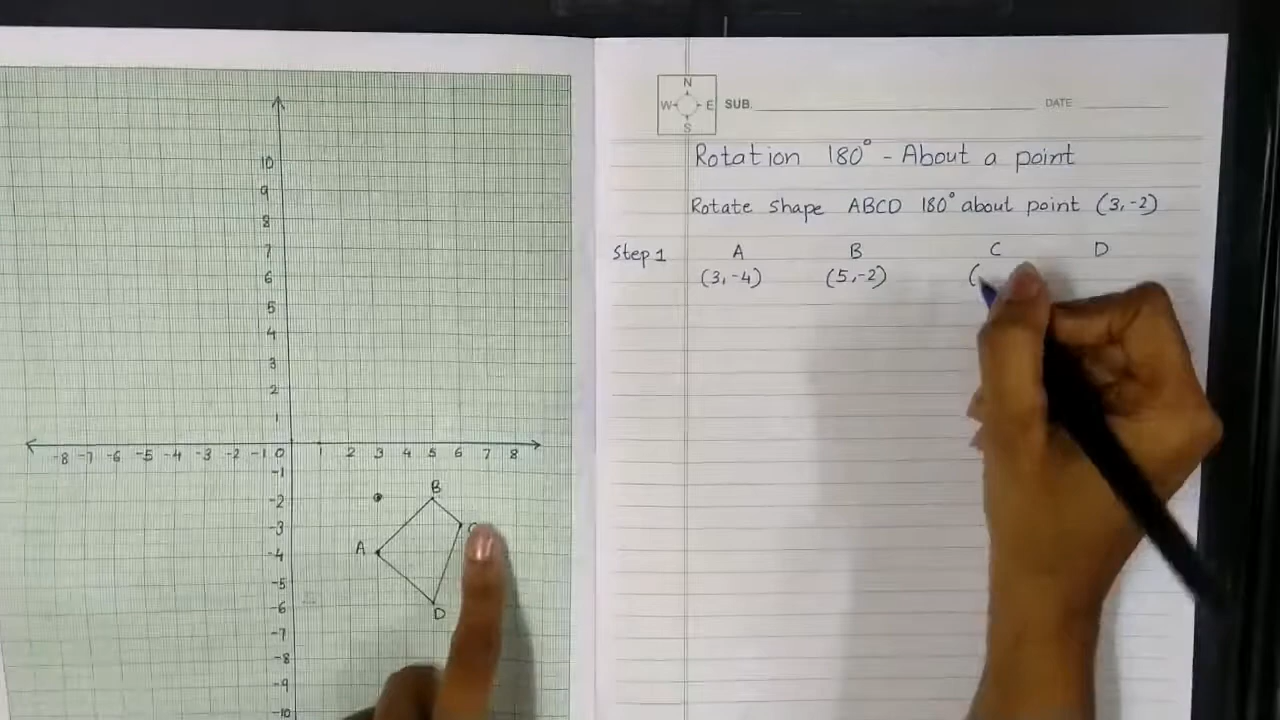 10
9
8
7
6
5
4
3
2
1
-8 -7 -6 -5 -4 -3 -2 -1 0 1 2 3 4 5 6 7 8
-1
-2
-3
-4
-5
-6
-7
-8
-9
-10
B
C
A
D
N
W E
S
SUB. DATE
Rotation 180° - About a point
Rotate Shape ABCD 180° about point (3,-2)
Step 1 A B C D
(3,-4) (5,-2) (